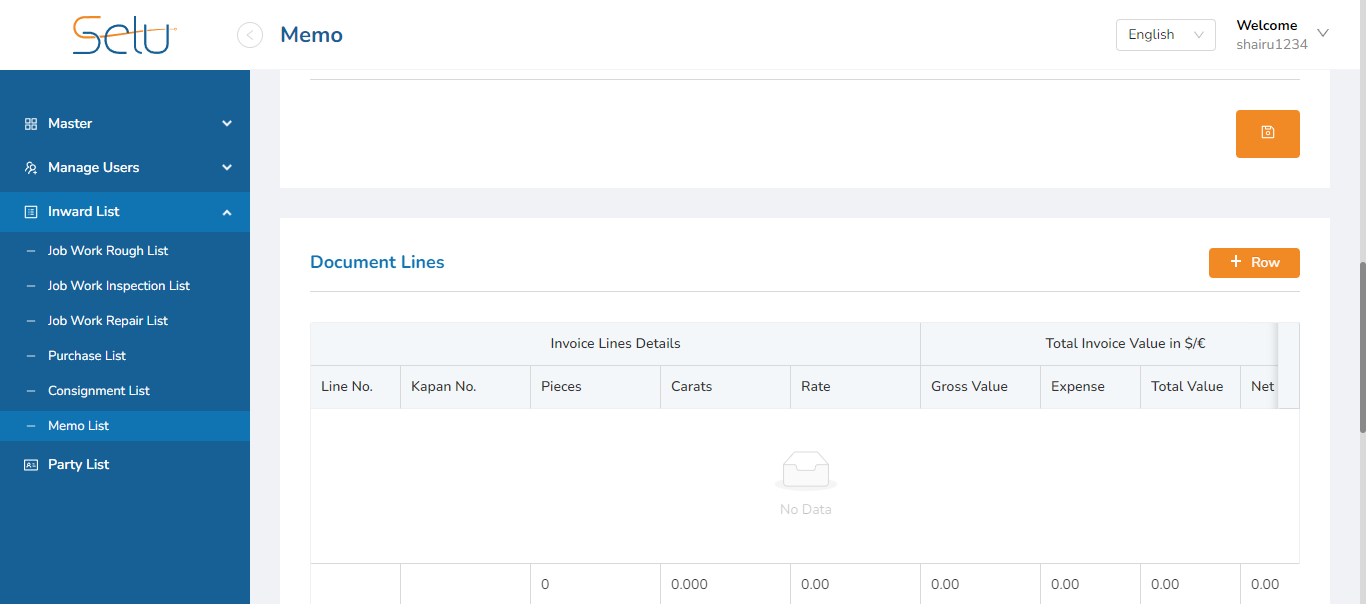 Selu
Memo
English
Welcome
shairu1234
Master
Manage Users
Inward List
Job Work Rough List
Job Work Inspection List
Job Work Repair List
Purchase List
Consignment List
Memo List
Party List
Document Lines
+ Row
Invoice Lines Details
Total Invoice Value in $/€
Line No.
Kapan No.
Pieces
Carats
Rate
Gross Value
Expense
Total Value
Net
No Data
0
0.000
0.00
0.00
0.00
0.00
0.00